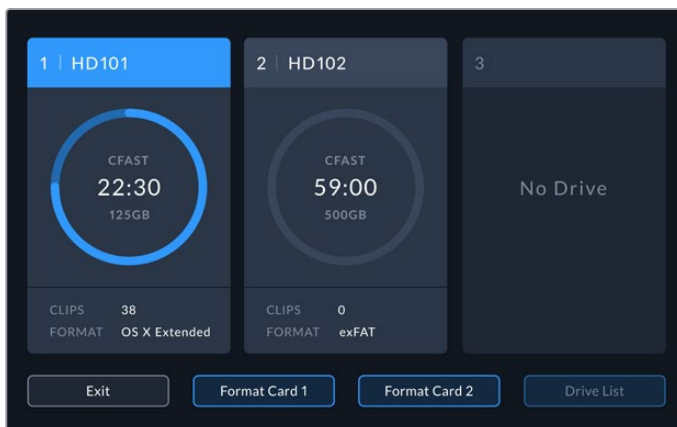 1 | HD101
CFAST
22:30
125GB
CLIPS 38
FORMAT OS X Extended
2 | HD102
CFAST
59:00
500GB
CLIPS 0
FORMAT exFAT
3
No Drive
Exit
Format Card 1
Format Card 2
Drive List